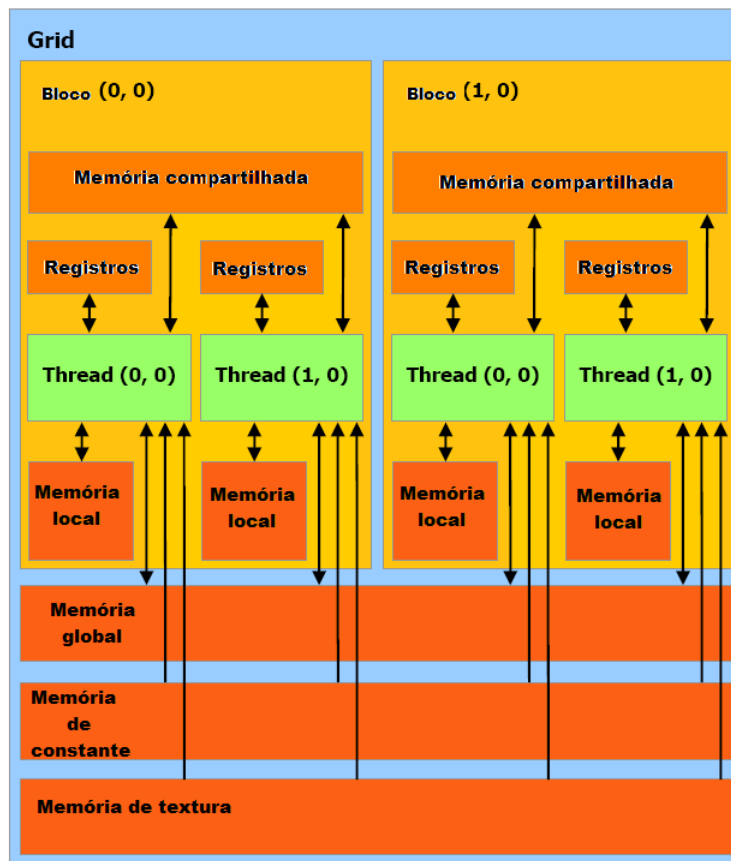 Grid
Bloco (0, 0)
Memória compartilhada
Registros
Registros
Thread (0, 0)
Thread (1, 0)
Memória
local
Memória
local
Bloco (1, 0)
Memória compartilhada
Registros
Registros
Thread (0, 0)
Thread (1, 0)
Memória
local
Memória
local
Memória
global
Memória
de
constante
Memória de textura